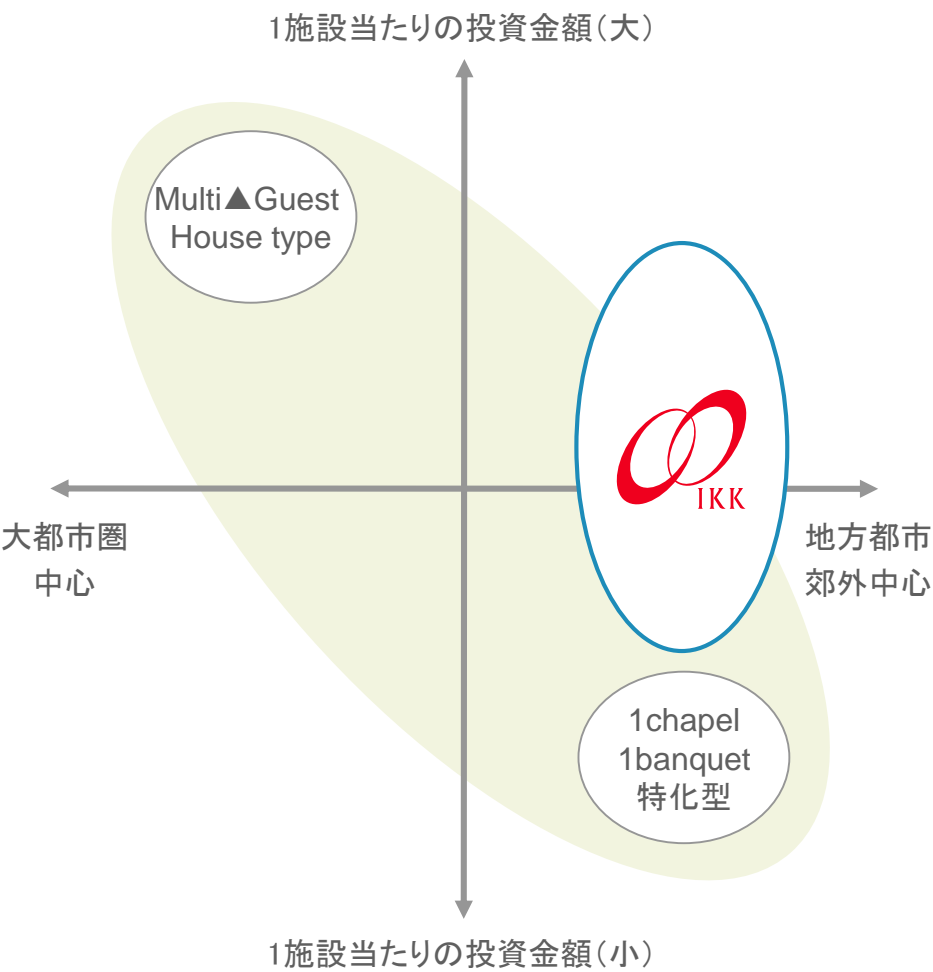 1施設当たりの投資金額（大）
Multi▲Guest
House type
IKK
大都市圏
中心
地方都市
郊外中心
1chapel
1banquet
特化型
1施設当たりの投資金額（小）